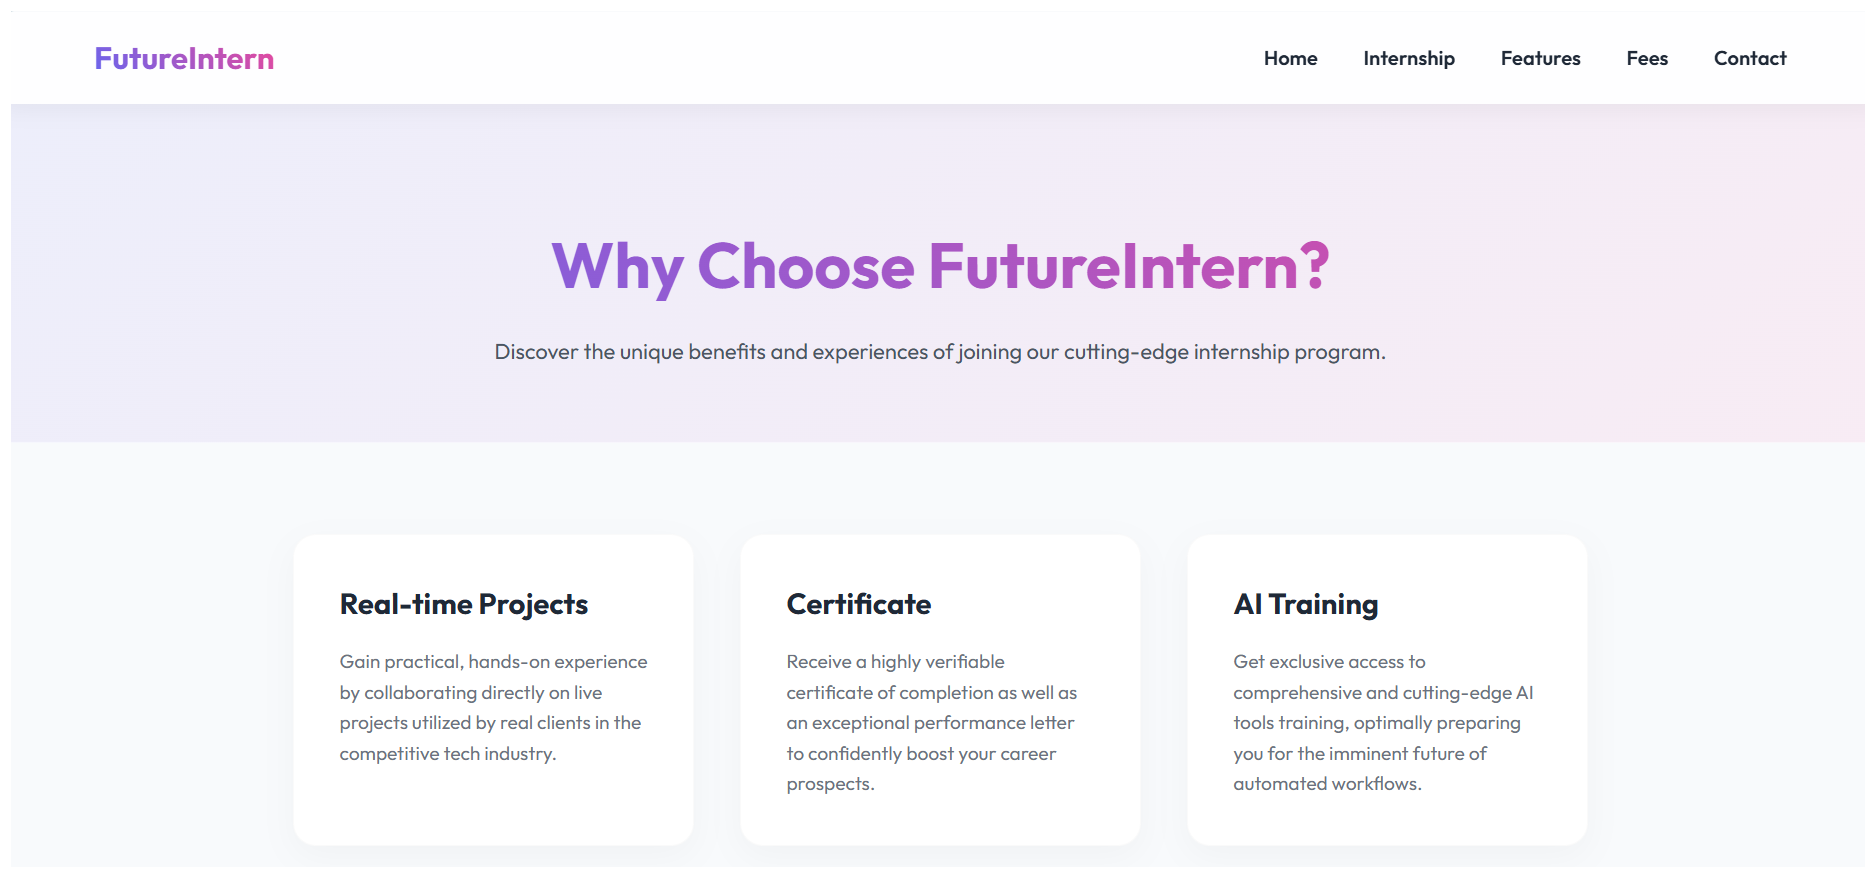 FutureIntern
Home Internship Features Fees Contact
Why Choose FutureIntern?
Discover the unique benefits and experiences of joining our cutting-edge internship program.
Real-time Projects
Gain practical, hands-on experience
by collaborating directly on live
projects utilized by real clients in the
competitive tech industry.
Certificate
Receive a highly verifiable
certificate of completion as well as
an exceptional performance letter
to confidently boost your career
prospects.
AI Training
Get exclusive access to
comprehensive and cutting-edge AI
tools training, optimally preparing
you for the imminent future of
automated workflows.